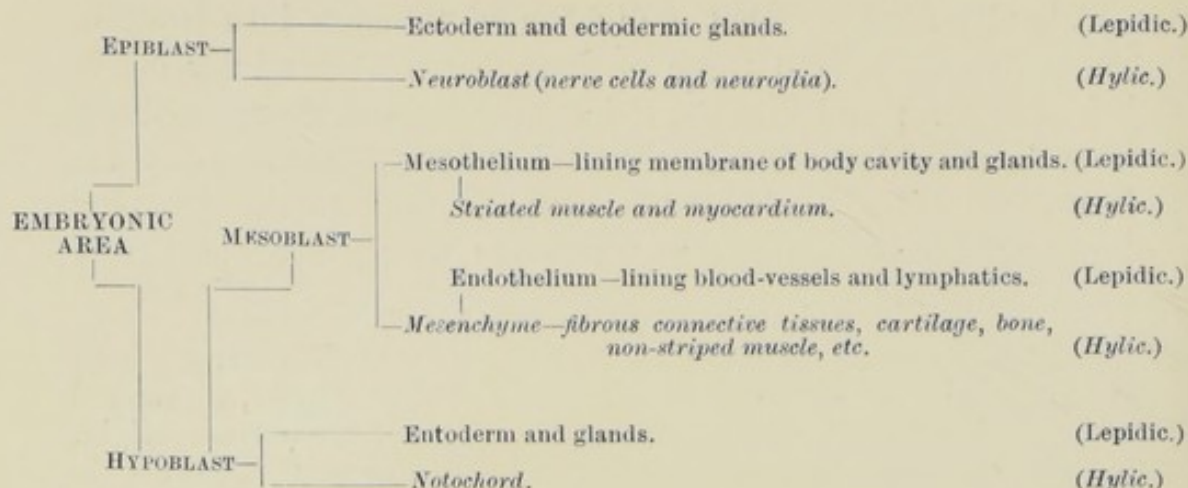 EPIBLAST—
Ectoderm and ectodermic glands. (Lepidic.)
Neuroblast (nerve cells and neuroglia). (Hylic.)
EMBRYONIC
AREA
MESOBLAST—
Mesothelium—lining membrane of body cavity and glands. (Lepidic.)
Striated muscle and myocardium. (Hylic.)
Endothelium—lining blood-vessels and lymphatics. (Lepidic.)
Mesenchyme—fibrous connective tissues, cartilage, bone,
non-striped muscle, etc. (Hylic.)
HYPOBLAST—
Entoderm and glands. (Lepidic.)
Notochord. (Hylic.)